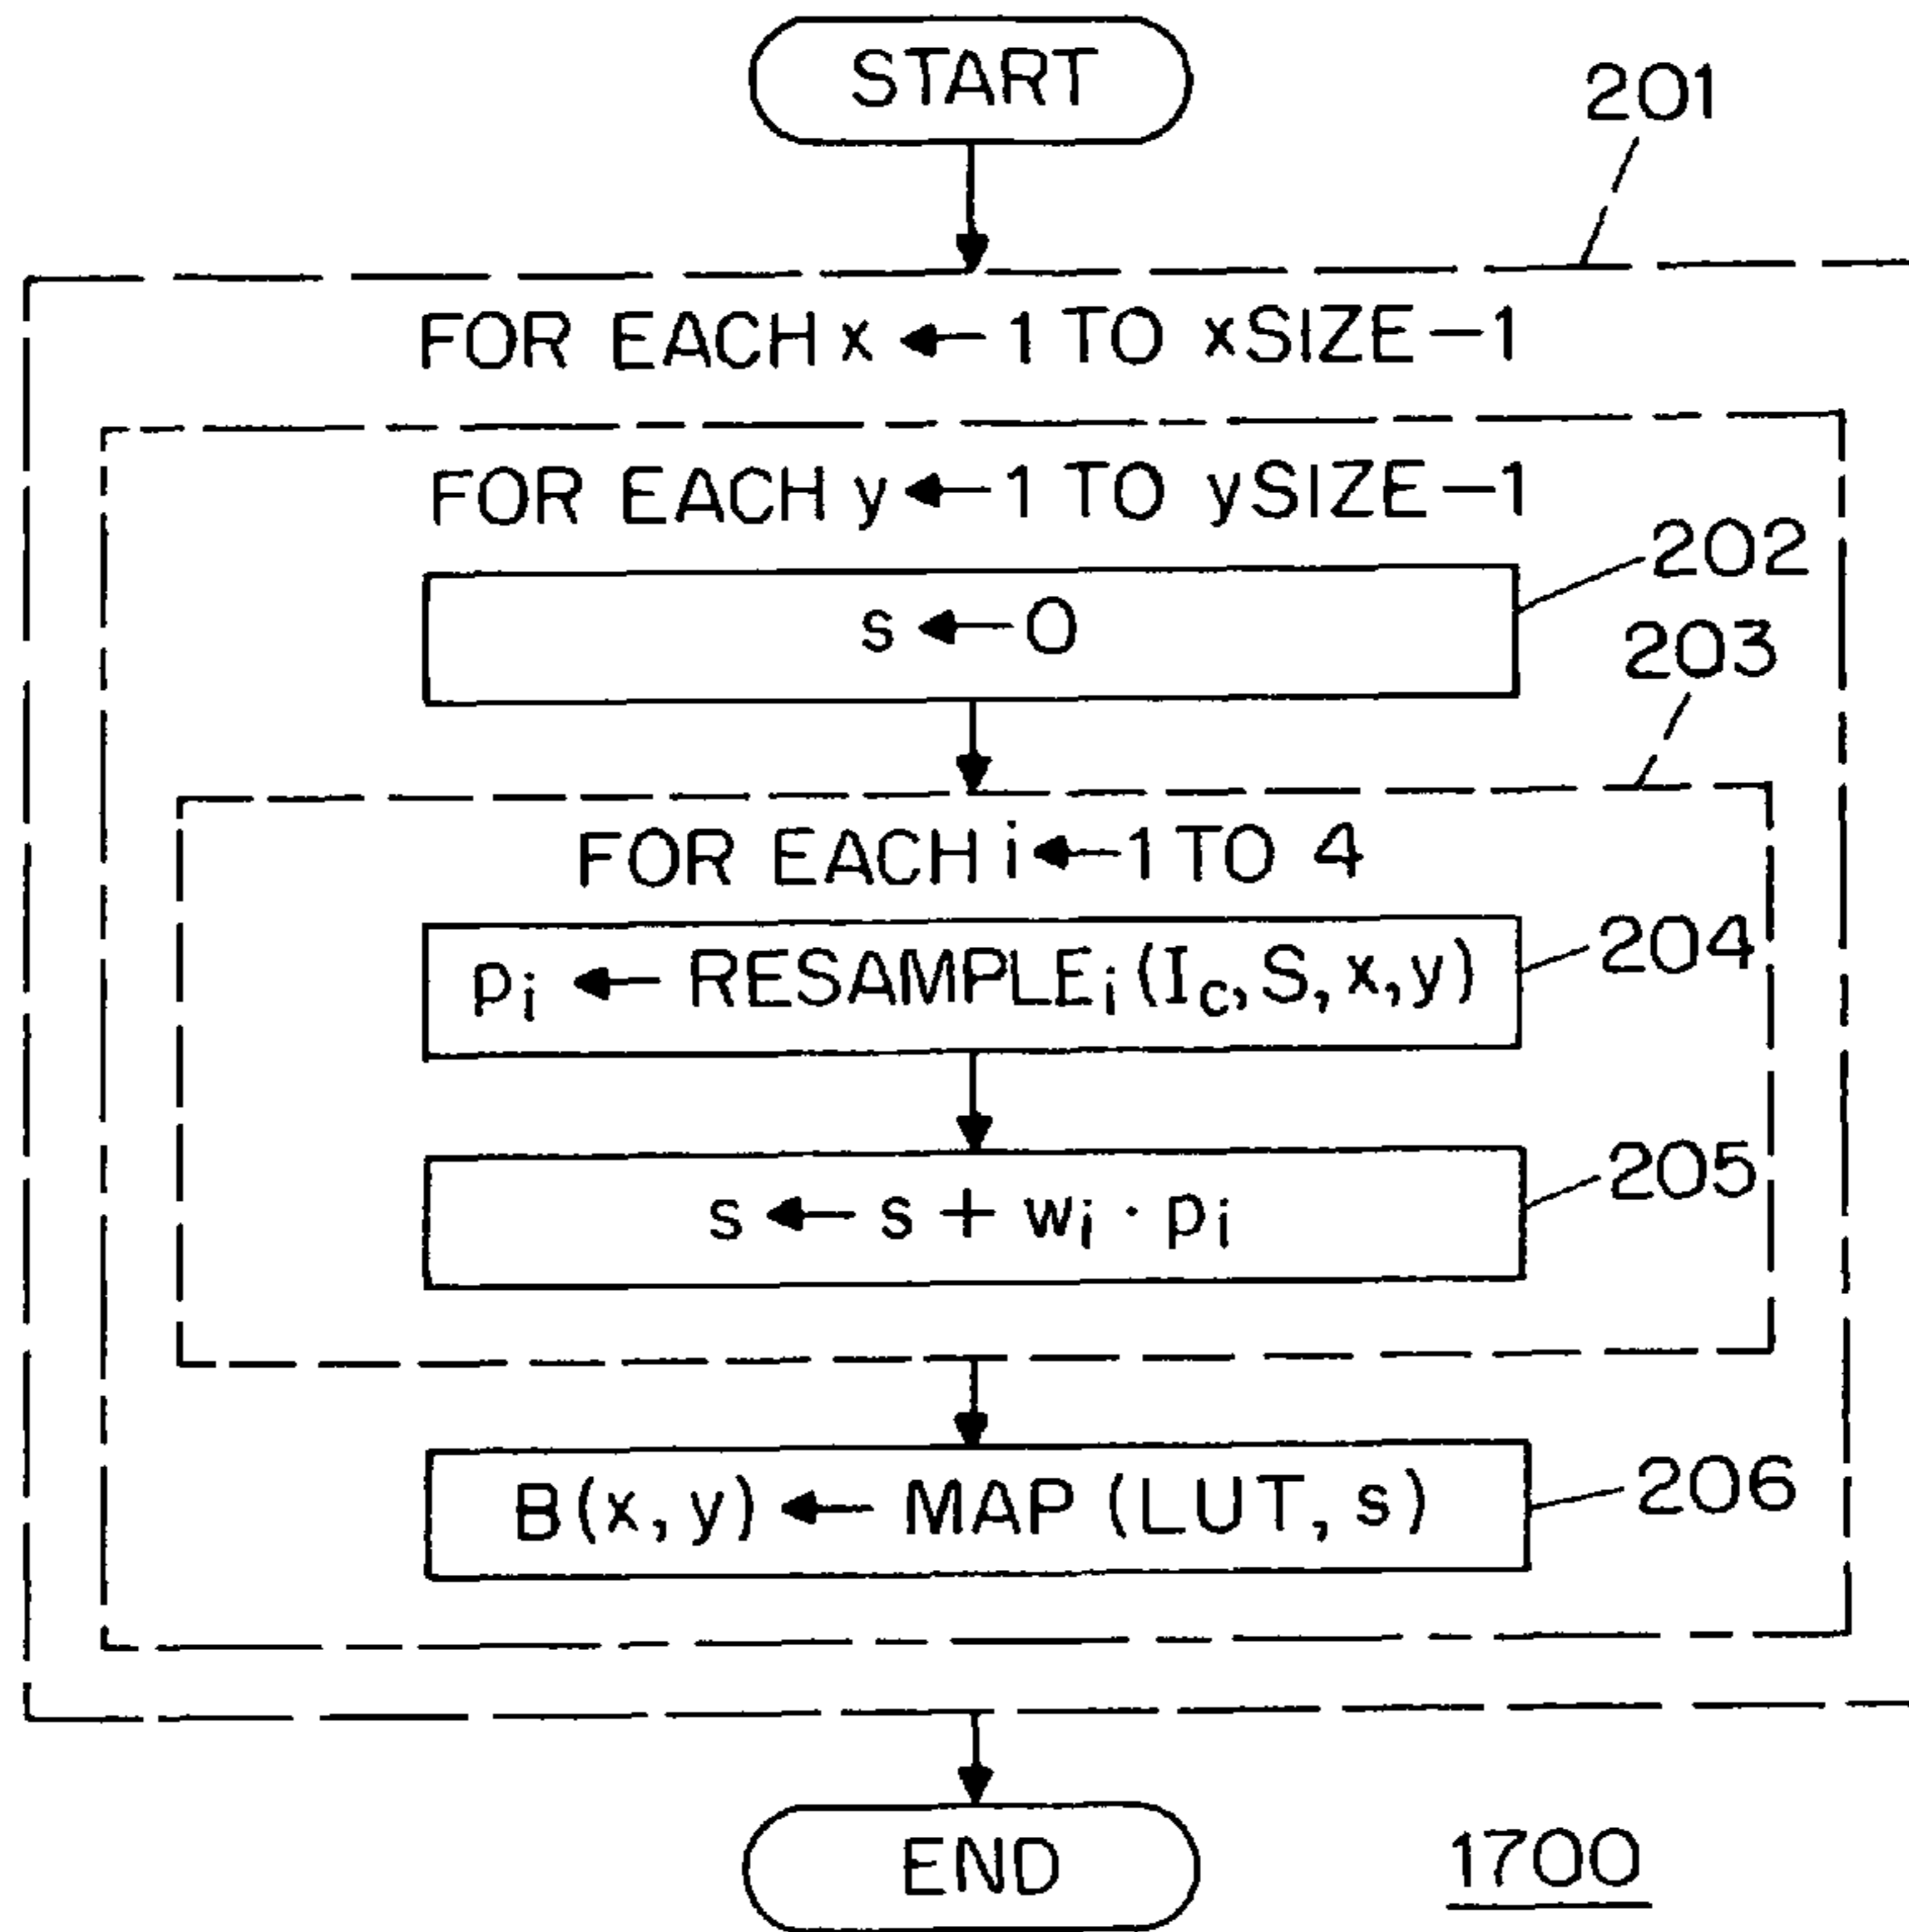 START
201
FOR EACH x ← 1 TO xSIZE-1
FOR EACH y ← 1 TO ySIZE-1
202
s ← 0
203
FOR EACH i ← 1 TO 4
204
pᵢ ← RESAMPLEᵢ (I_c, S, x, y)
205
s ← s + wᵢ · pᵢ
206
B(x, y) ← MAP (LUT, s)
END
1700